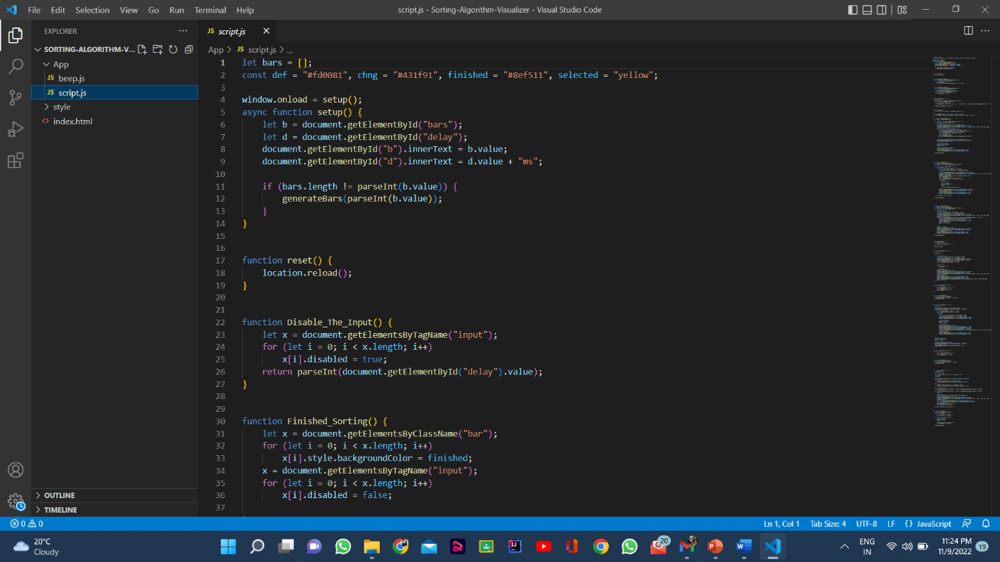 File Edit Selection View Go Run Terminal Help
script.js - Sorting-Algorithm-Visualizer - Visual Studio Code
EXPLORER
SORTING-ALGORITHM-V...
App
JS beep.js
JS script.js
style
index.html
OUTLINE
TIMELINE
JS script.js
App > JS script.js > ...
1 let bars = [];
2 const def = "#fd0081", chng = "#431f91", finished = "#8ef511", selected = "yellow";
3
4 window.onload = setup();
5 async function setup() {
6     let b = document.getElementById("bars");
7     let d = document.getElementById("delay");
8     document.getElementById("b").innerText = b.value;
9     document.getElementById("d").innerText = d.value + "ms";
10
11     if (bars.length != parseInt(b.value)) {
12         generateBars(parseInt(b.value));
13     }
14 }
15
16
17 function reset() {
18     location.reload();
19 }
20
21
22 function Disable_The_Input() {
23     let x = document.getElementsByTagName("input");
24     for (let i = 0; i < x.length; i++)
25         x[i].disabled = true;
26     return parseInt(document.getElementById("delay").value);
27 }
28
29
30 function Finished_Sorting() {
31     let x = document.getElementsByClassName("bar");
32     for (let i = 0; i < x.length; i++)
33         x[i].style.backgroundColor = finished;
34     x = document.getElementsByTagName("input");
35     for (let i = 0; i < x.length; i++)
36         x[i].disabled = false;
37
0 0
Ln 1, Col 1 Tab Size: 4 UTF-8 LF {} JavaScript
20°C
Cloudy
20
ENG
IN
11:24 PM
11/9/2022
19